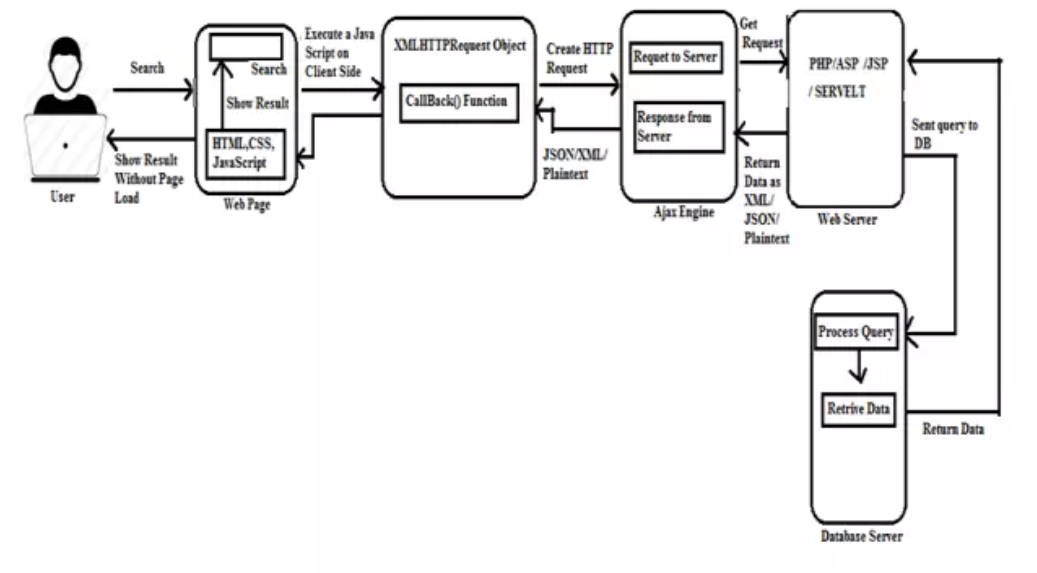 Search
Show Result
Without Page
Load
User
Search
Show Result
HTML,CSS,
JavaScript
Web Page
Execute a Java
Script on
Client Side
XMLHTTPRequest Object
CallBack() Function
Create HTTP
Request
JSON/XML/
Plaintext
Requet to Server
Response from
Server
Ajax Engine
Get
Request
Return
Data as
XML/
JSON/
Plaintext
PHP/ASP /JSP
/ SERVELT
Web Server
Sent query to
DB
Process Query
Retrive Data
Return Data
Database Server